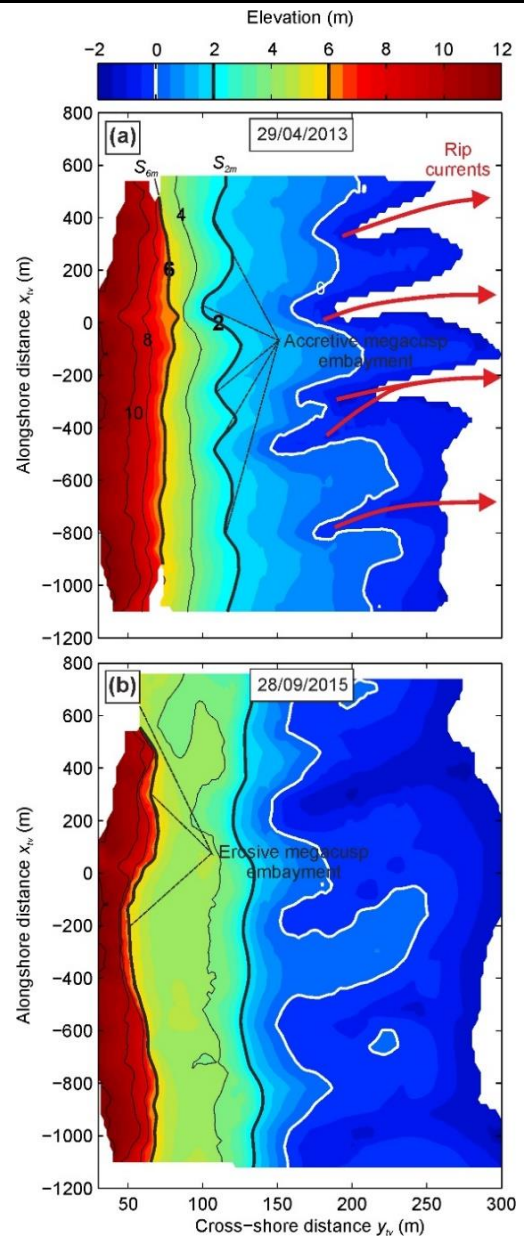 Elevation (m)
−2 0 2 4 6 8 10 12
(a)
29/04/2013
Rip
currents
S6m
S2m
4
6
0
2
8
10
Accretive megacusp
embayment
Alongshore distance xtv (m)
800
600
400
200
0
−200
−400
−600
−800
−1000
−1200
(b)
28/09/2015
Erosive megacusp
embayment
Alongshore distance xtv (m)
800
600
400
200
0
−200
−400
−600
−800
−1000
−1200
50 100 150 200 250 300
Cross-shore distance ytv (m)